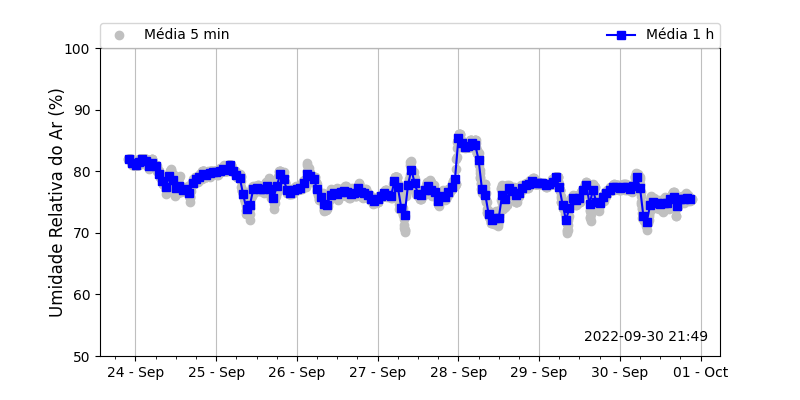 Média 5 min
Média 1 h
Umidade Relativa do Ar (%)
100
90
80
70
60
50
2022-09-30 21:49
24 - Sep
25 - Sep
26 - Sep
27 - Sep
28 - Sep
29 - Sep
30 - Sep
01 - Oct